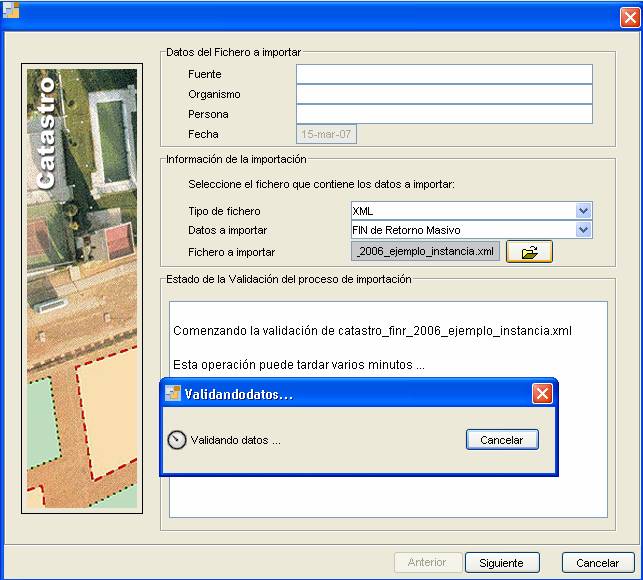 Catastro
Datos del Fichero a importar
Fuente
Organismo
Persona
Fecha 15-mar-07
Información de la importación
Seleccione el fichero que contiene los datos a importar:
Tipo de fichero XML
Datos a importar FIN de Retorno Masivo
Fichero a importar _2006_ejemplo_instancia.xml
Estado de la Validación del proceso de importación
Comenzando la validación de catastro_finr_2006_ejemplo_instancia.xml
Esta operación puede tardar varios minutos ...
Validandodatos...
Validando datos ... Cancelar
Anterior Siguiente Cancelar